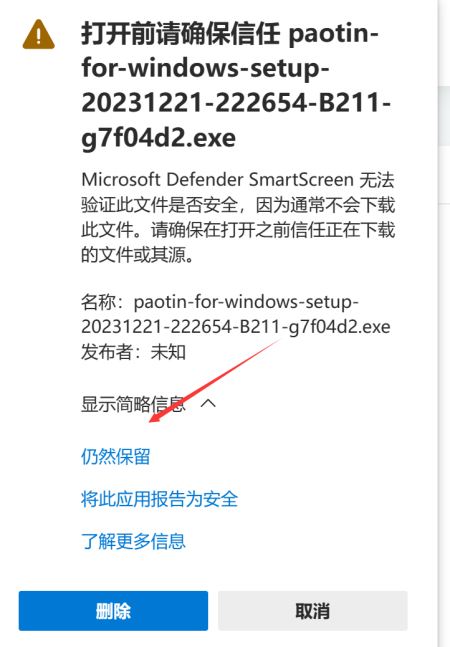 打开前请确保信任 paotin-
for-windows-setup-
20231221-222654-B211-
g7f04d2.exe
Microsoft Defender SmartScreen 无法
验证此文件是否安全，因为通常不会下载
此文件。请确保在打开之前信任正在下载
的文件或其源。
名称：paotin-for-windows-setup-
20231221-222654-B211-g7f04d2.exe
发布者：未知
显示简略信息
仍然保留
将此应用报告为安全
了解更多信息
删除
取消